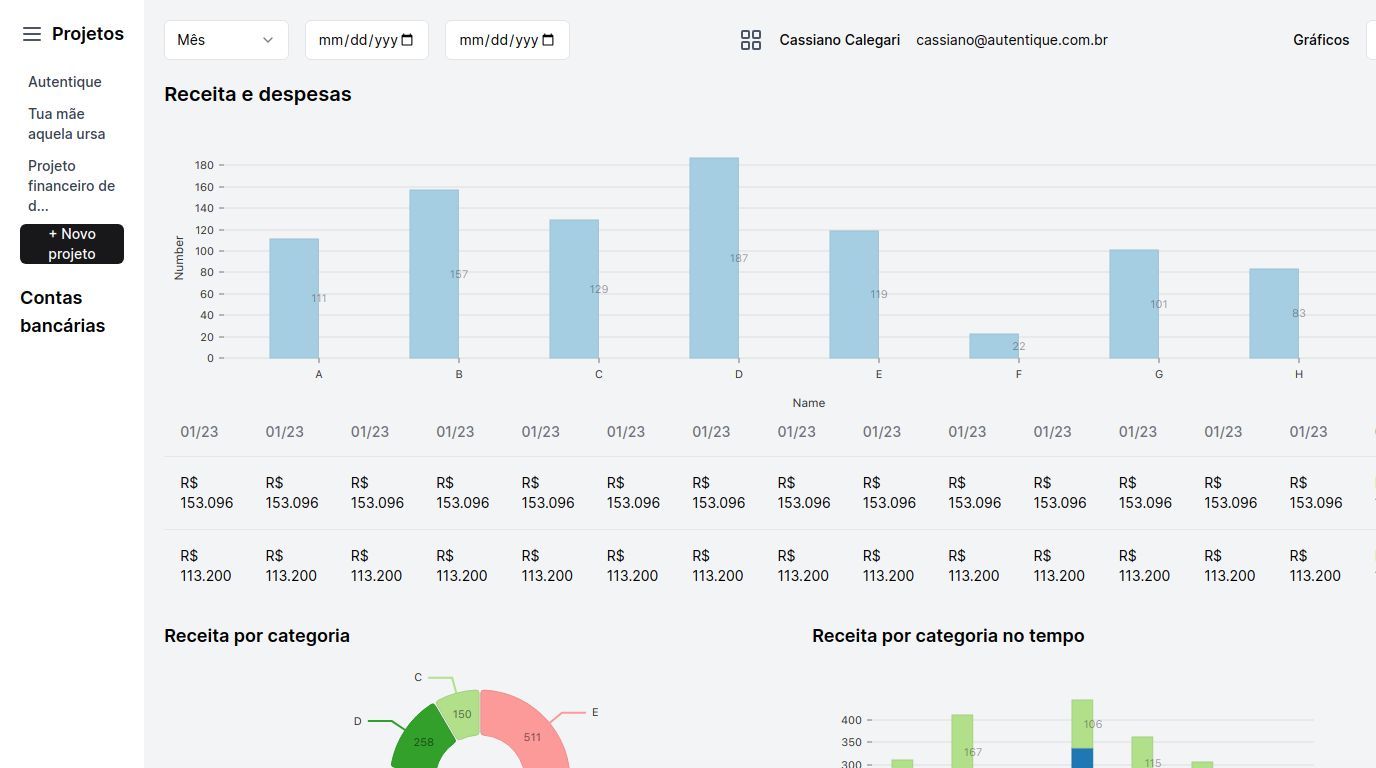 Projetos
Autentique
Tua mãe
aquela ursa
Projeto
financeiro de
d...
+ Novo
projeto
Contas
bancárias
Mês mm/dd/yyy mm/dd/yyy Cassiano Calegari cassiano@autentique.com.br Gráficos
Receita e despesas
180
160
140
120
100
80
60
40
20
0
Number
111 157 129 187 119 22 101 83
A B C D E F G H
Name
01/23 01/23 01/23 01/23 01/23 01/23 01/23 01/23 01/23 01/23 01/23 01/23 01/23 01/23
R$ R$ R$ R$ R$ R$ R$ R$ R$ R$ R$ R$ R$ R$
153.096 153.096 153.096 153.096 153.096 153.096 153.096 153.096 153.096 153.096 153.096 153.096 153.096 153.096
R$ R$ R$ R$ R$ R$ R$ R$ R$ R$ R$ R$ R$ R$
113.200 113.200 113.200 113.200 113.200 113.200 113.200 113.200 113.200 113.200 113.200 113.200 113.200 113.200
Receita por categoria
C
D
E
150
258
511
Receita por categoria no tempo
400
350
300
167
106
115